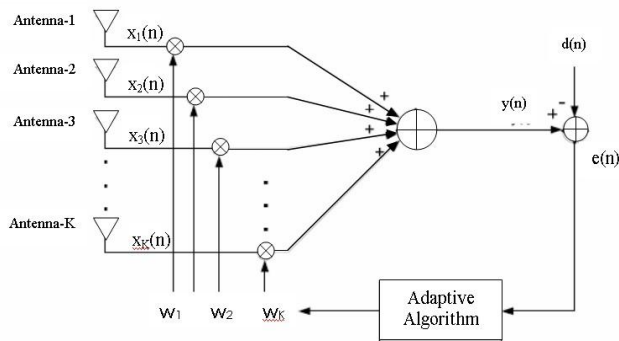 Antenna-1
x1(n)
d(n)
Antenna-2
x2(n)
+
+
y(n)
+
-
Antenna-3
x3(n)
+
+
e(n)
Antenna-K
xK(n)
W1
W2
WK
Adaptive
Algorithm